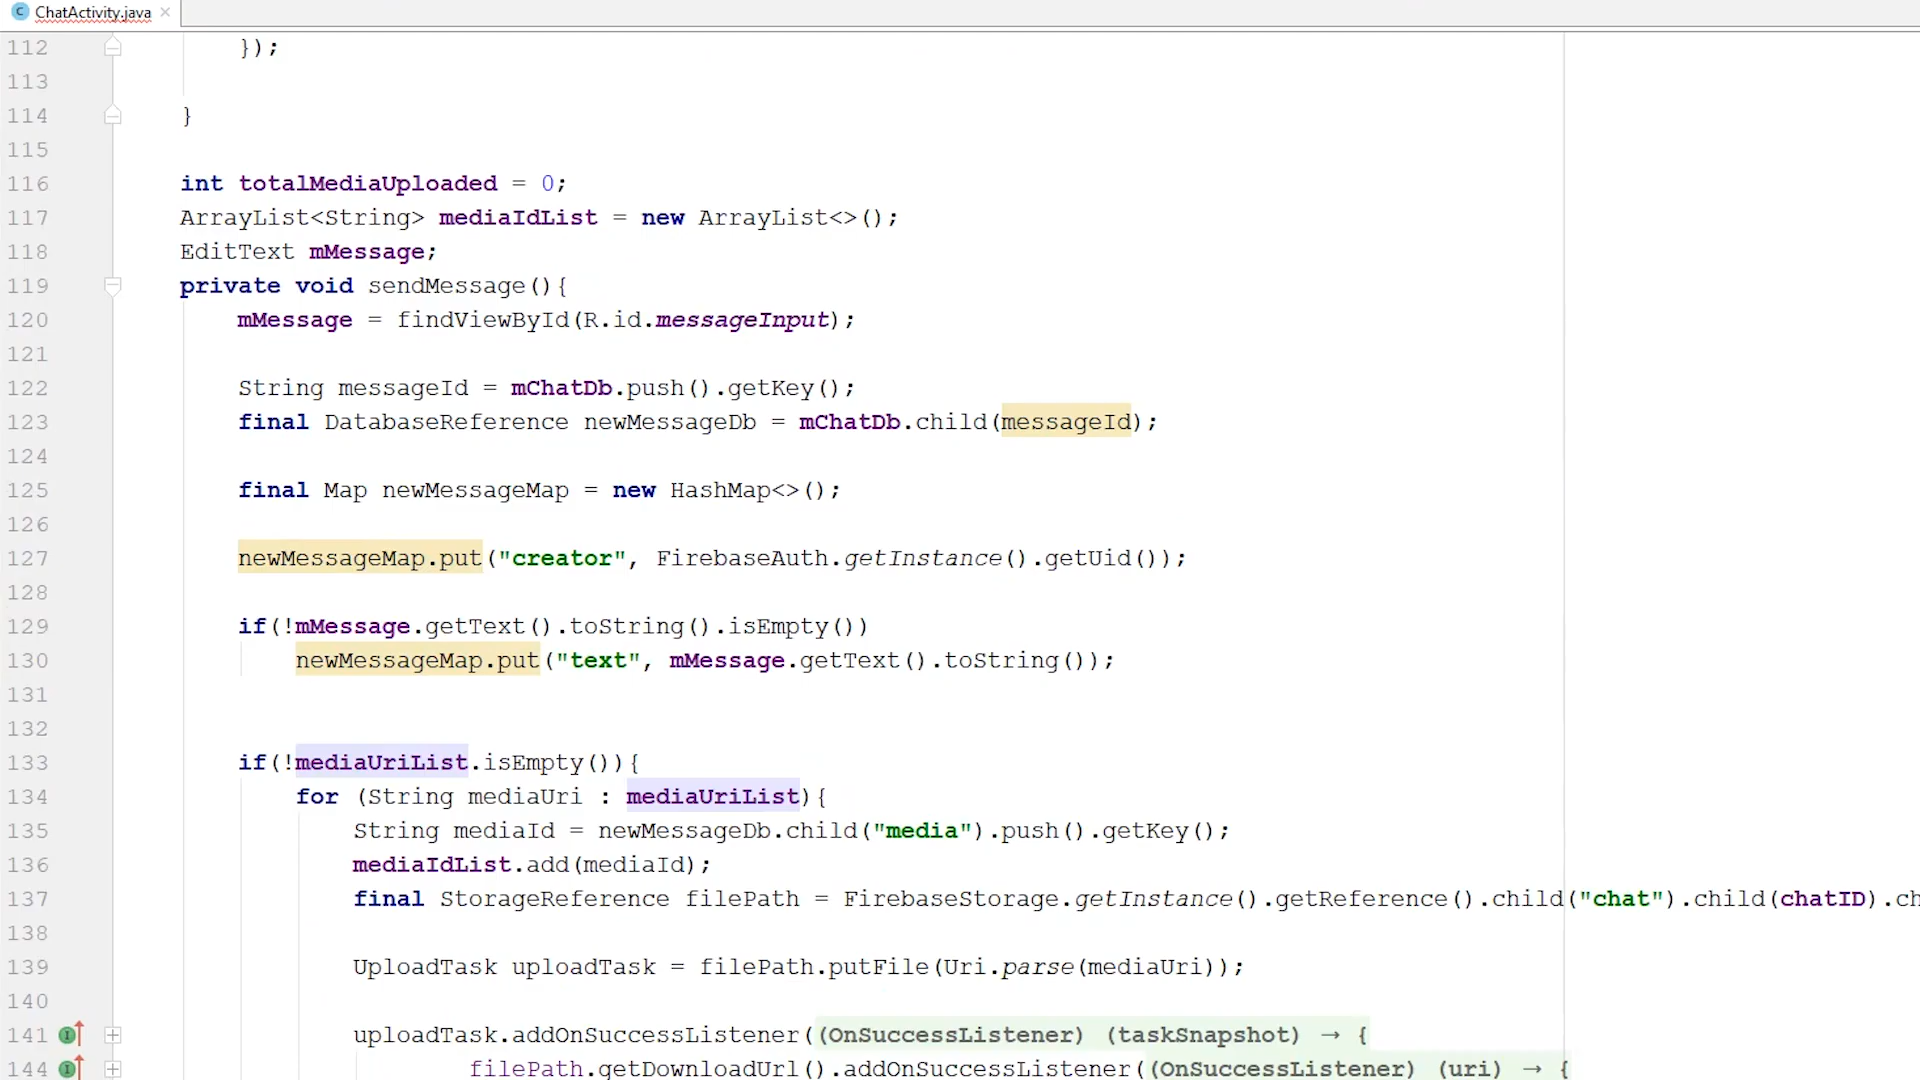 ChatActivity.java
112 });
113
114 }
115
116 int totalMediaUploaded = 0;
117 ArrayList<String> mediaIdList = new ArrayList<>();
118 EditText mMessage;
119 private void sendMessage(){
120 mMessage = findViewById(R.id.messageInput);
121
122 String messageId = mChatDb.push().getKey();
123 final DatabaseReference newMessageDb = mChatDb.child(messageId);
124
125 final Map newMessageMap = new HashMap<>();
126
127 newMessageMap.put("creator", FirebaseAuth.getInstance().getUid());
128
129 if(!mMessage.getText().toString().isEmpty())
130 newMessageMap.put("text", mMessage.getText().toString());
131
132
133 if(!mediaUriList.isEmpty()){
134 for (String mediaUri : mediaUriList){
135 String mediaId = newMessageDb.child("media").push().getKey();
136 mediaIdList.add(mediaId);
137 final StorageReference filePath = FirebaseStorage.getInstance().getReference().child("chat").child(chatID).ch
138
139 UploadTask uploadTask = filePath.putFile(Uri.parse(mediaUri));
140
141 uploadTask.addOnSuccessListener((OnSuccessListener) (taskSnapshot) → {
144 filePath.getDownloadUrl().addOnSuccessListener((OnSuccessListener) (uri) → {